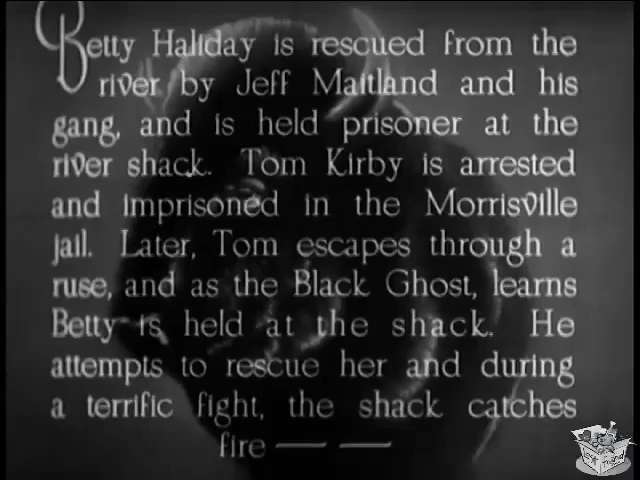 Betty Haliday is rescued from the
river by Jeff Maitland and his
gang, and is held prisoner at the
river shack. Tom Kirby is arrested
and imprisoned in the Morrisville
jail. Later, Tom escapes through a
ruse, and as the Black Ghost, learns
Betty is held at the shack. He
attempts to rescue her and during
a terrific fight, the shack catches
fire — —